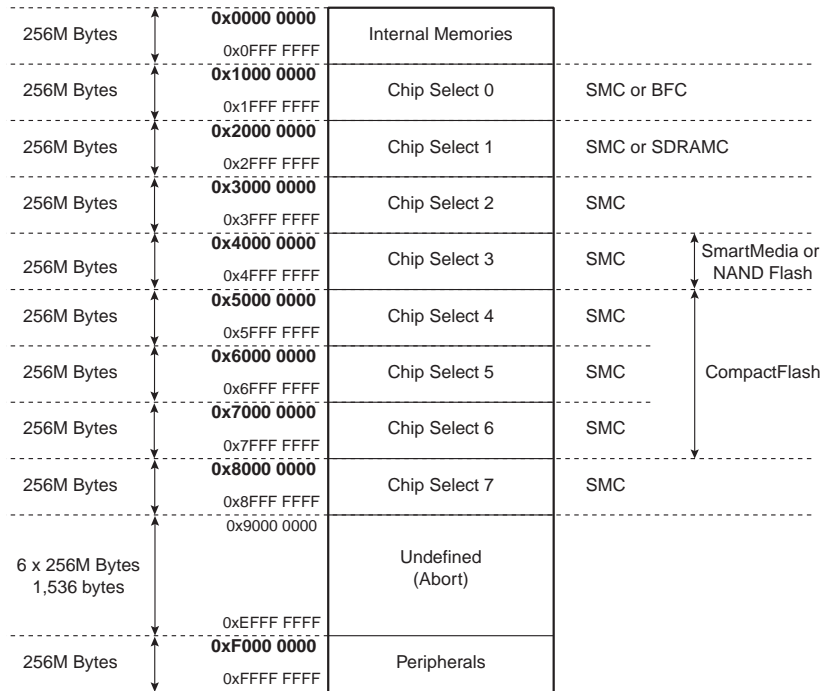 0x0000 0000
256M Bytes
Internal Memories
0x0FFF FFFF
0x1000 0000
256M Bytes
Chip Select 0
SMC or BFC
0x1FFF FFFF
0x2000 0000
256M Bytes
Chip Select 1
SMC or SDRAMC
0x2FFF FFFF
0x3000 0000
256M Bytes
Chip Select 2
SMC
0x3FFF FFFF
0x4000 0000
256M Bytes
Chip Select 3
SMC
SmartMedia or
NAND Flash
0x4FFF FFFF
0x5000 0000
256M Bytes
Chip Select 4
SMC
0x5FFF FFFF
0x6000 0000
256M Bytes
Chip Select 5
SMC
CompactFlash
0x6FFF FFFF
0x7000 0000
256M Bytes
Chip Select 6
SMC
0x7FFF FFFF
0x8000 0000
256M Bytes
Chip Select 7
SMC
0x8FFF FFFF
0x9000 0000
6 x 256M Bytes
1,536 bytes
Undefined
(Abort)
0xEFFF FFFF
0xF000 0000
256M Bytes
Peripherals
0xFFFF FFFF